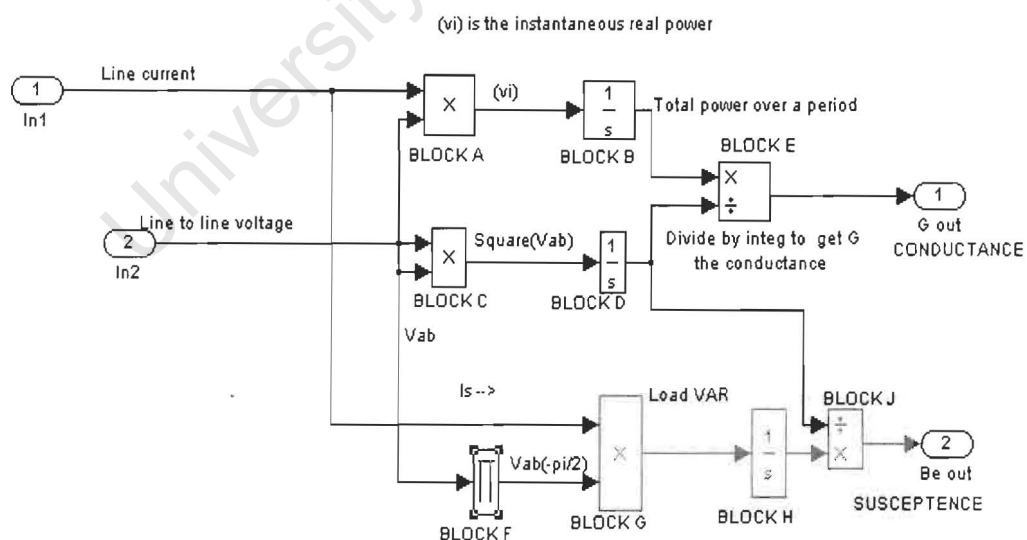 (vi) is the instantaneous real power
Line current
1
In1
×
(vi)
BLOCK A
1
s
BLOCK B
Total power over a period
BLOCK E
×
÷
1
G out
CONDUCTANCE
Divide by integ to get G
the conductance
Line to line voltage
2
In2
×
Square(Vab)
BLOCK C
1
s
BLOCK D
Vab
Is -->
Load VAR
×
BLOCK G
Vab(-pi/2)
BLOCK F
1
s
BLOCK H
BLOCK J
÷
×
2
Be out
SUSCEPTENCE
University